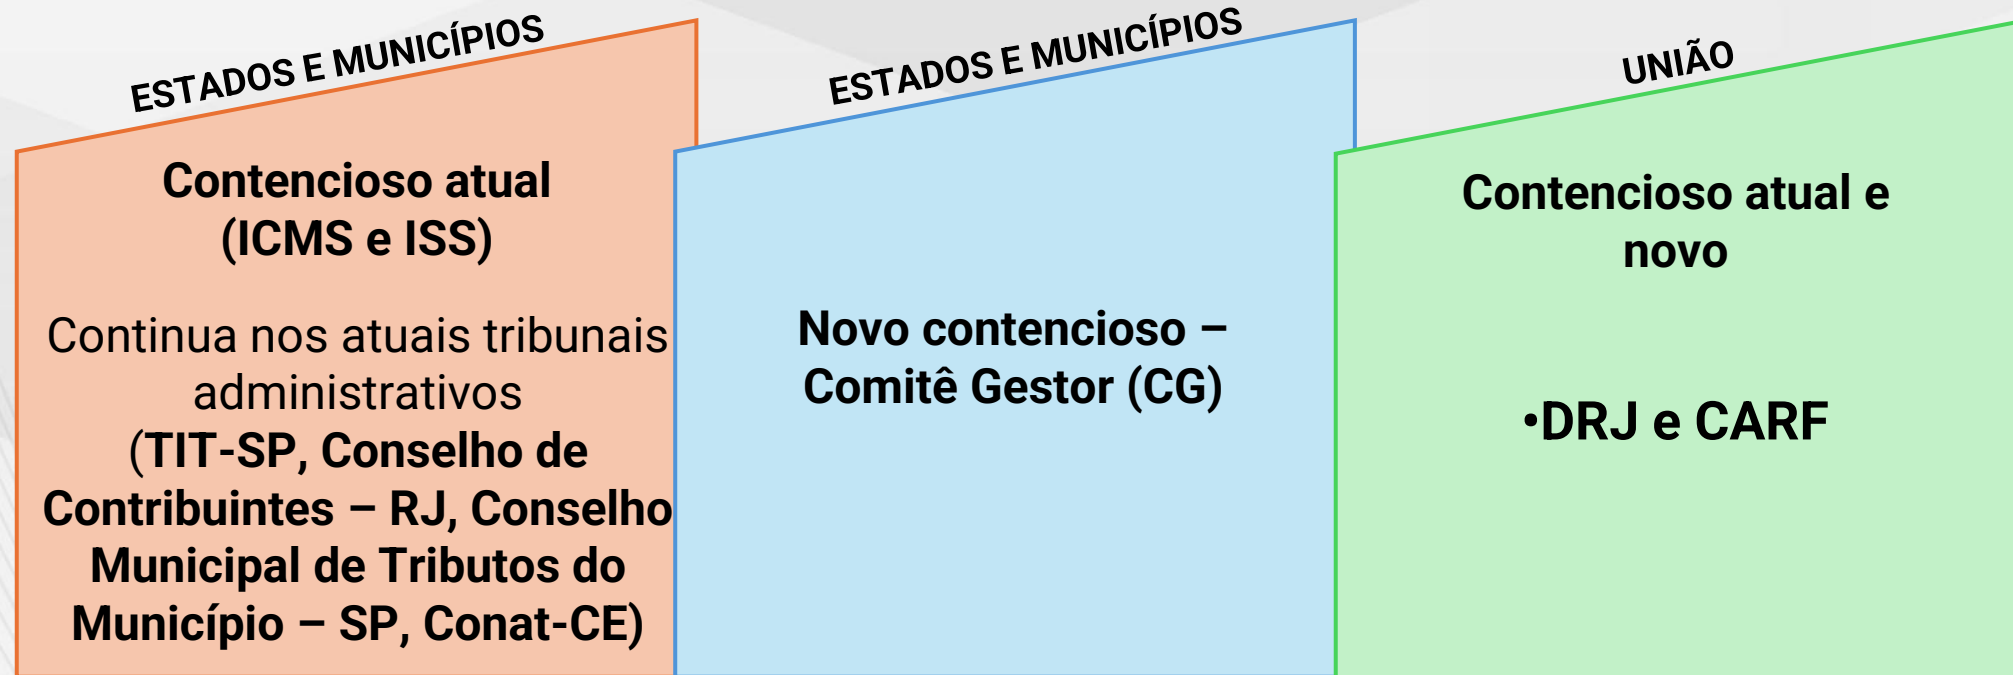 ESTADOS E MUNICÍPIOS
Contencioso atual
(ICMS e ISS)
Continua nos atuais tribunais
administrativos
(TIT-SP, Conselho de
Contribuintes – RJ, Conselho
Municipal de Tributos do
Município – SP, Conat-CE)
ESTADOS E MUNICÍPIOS
Novo contencioso –
Comitê Gestor (CG)
UNIÃO
Contencioso atual e
novo
•DRJ e CARF